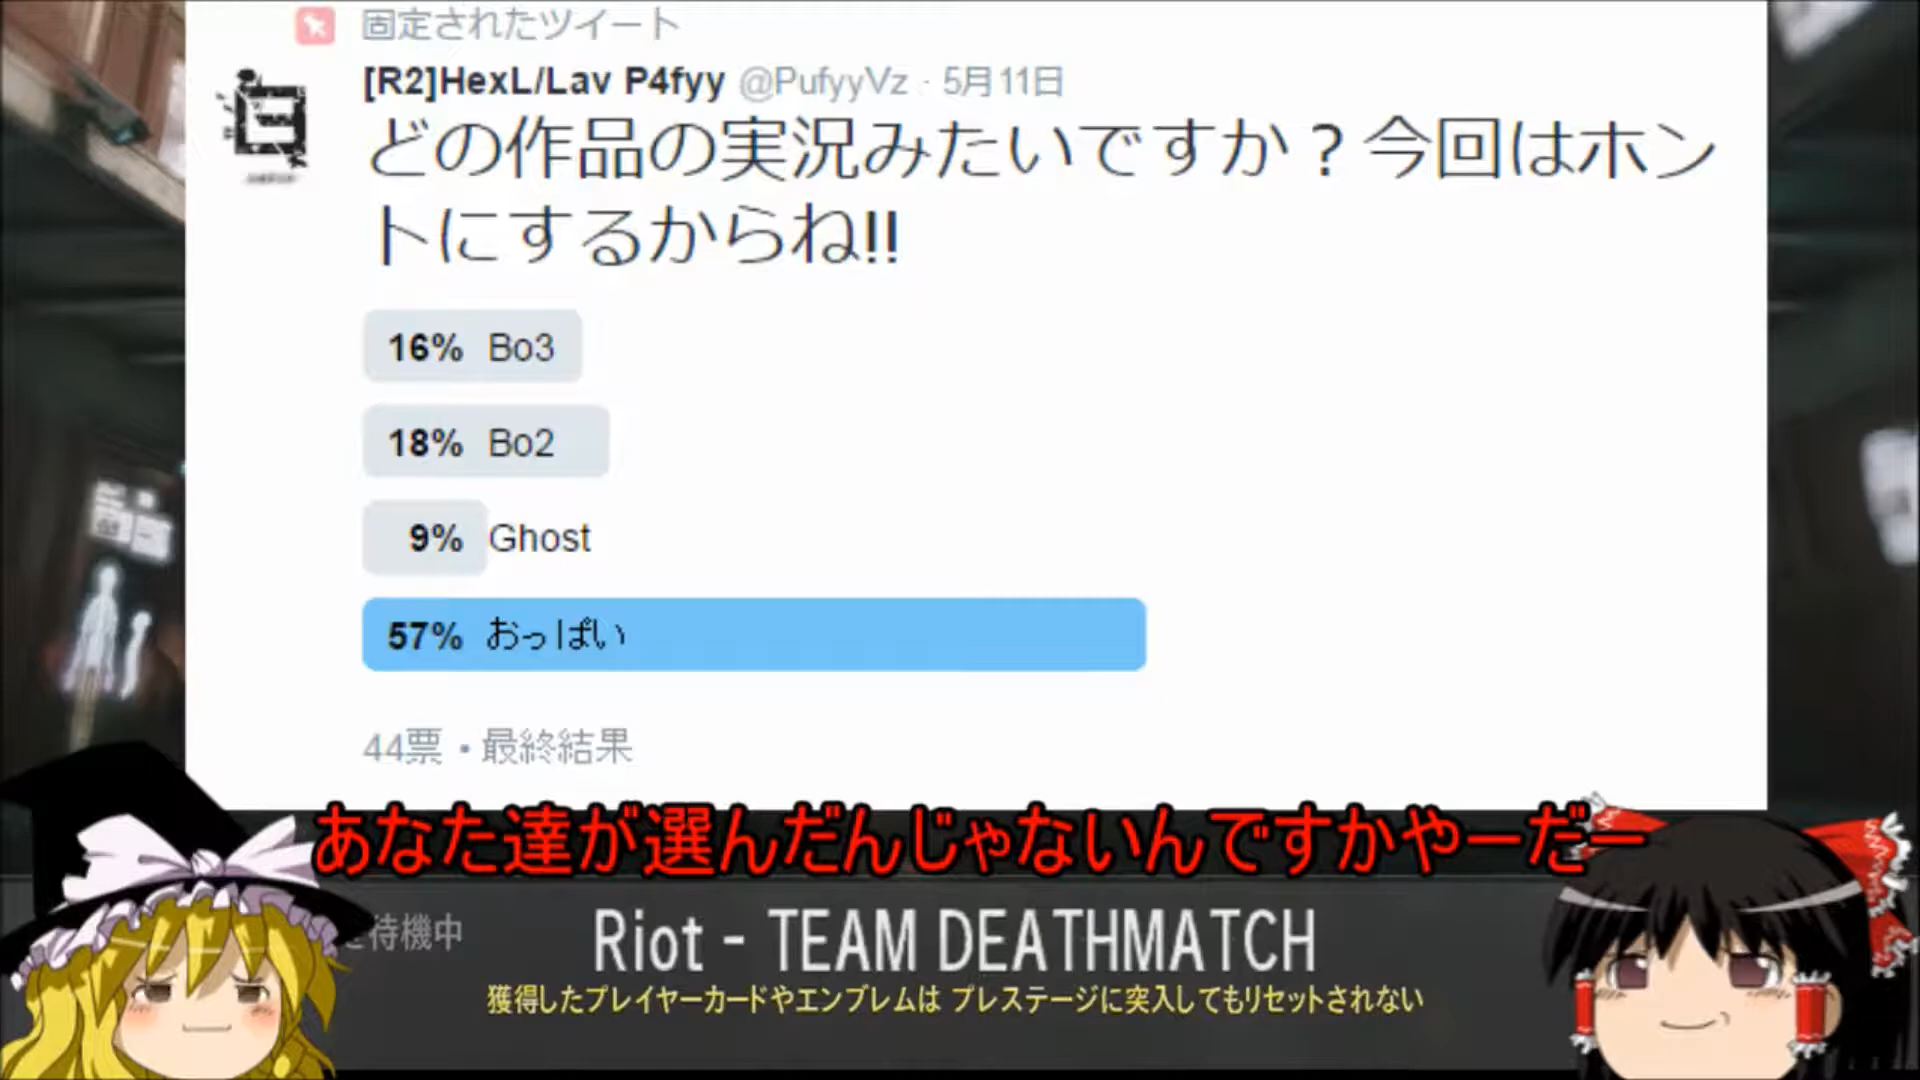 固定されたツイート
[R2]HexL/Lav P4fyy @PufyyVz · 5月11日
どの作品の実況みたいですか？今回はホン
トにするからね!!
16% Bo3
18% Bo2
9% Ghost
57% おっぱい
44票 • 最終結果
あなた達が選んだんじゃないんですかやーだー
待機中
Riot - TEAM DEATHMATCH
獲得したプレイヤーカードやエンブレムは プレステージに突入してもリセットされない